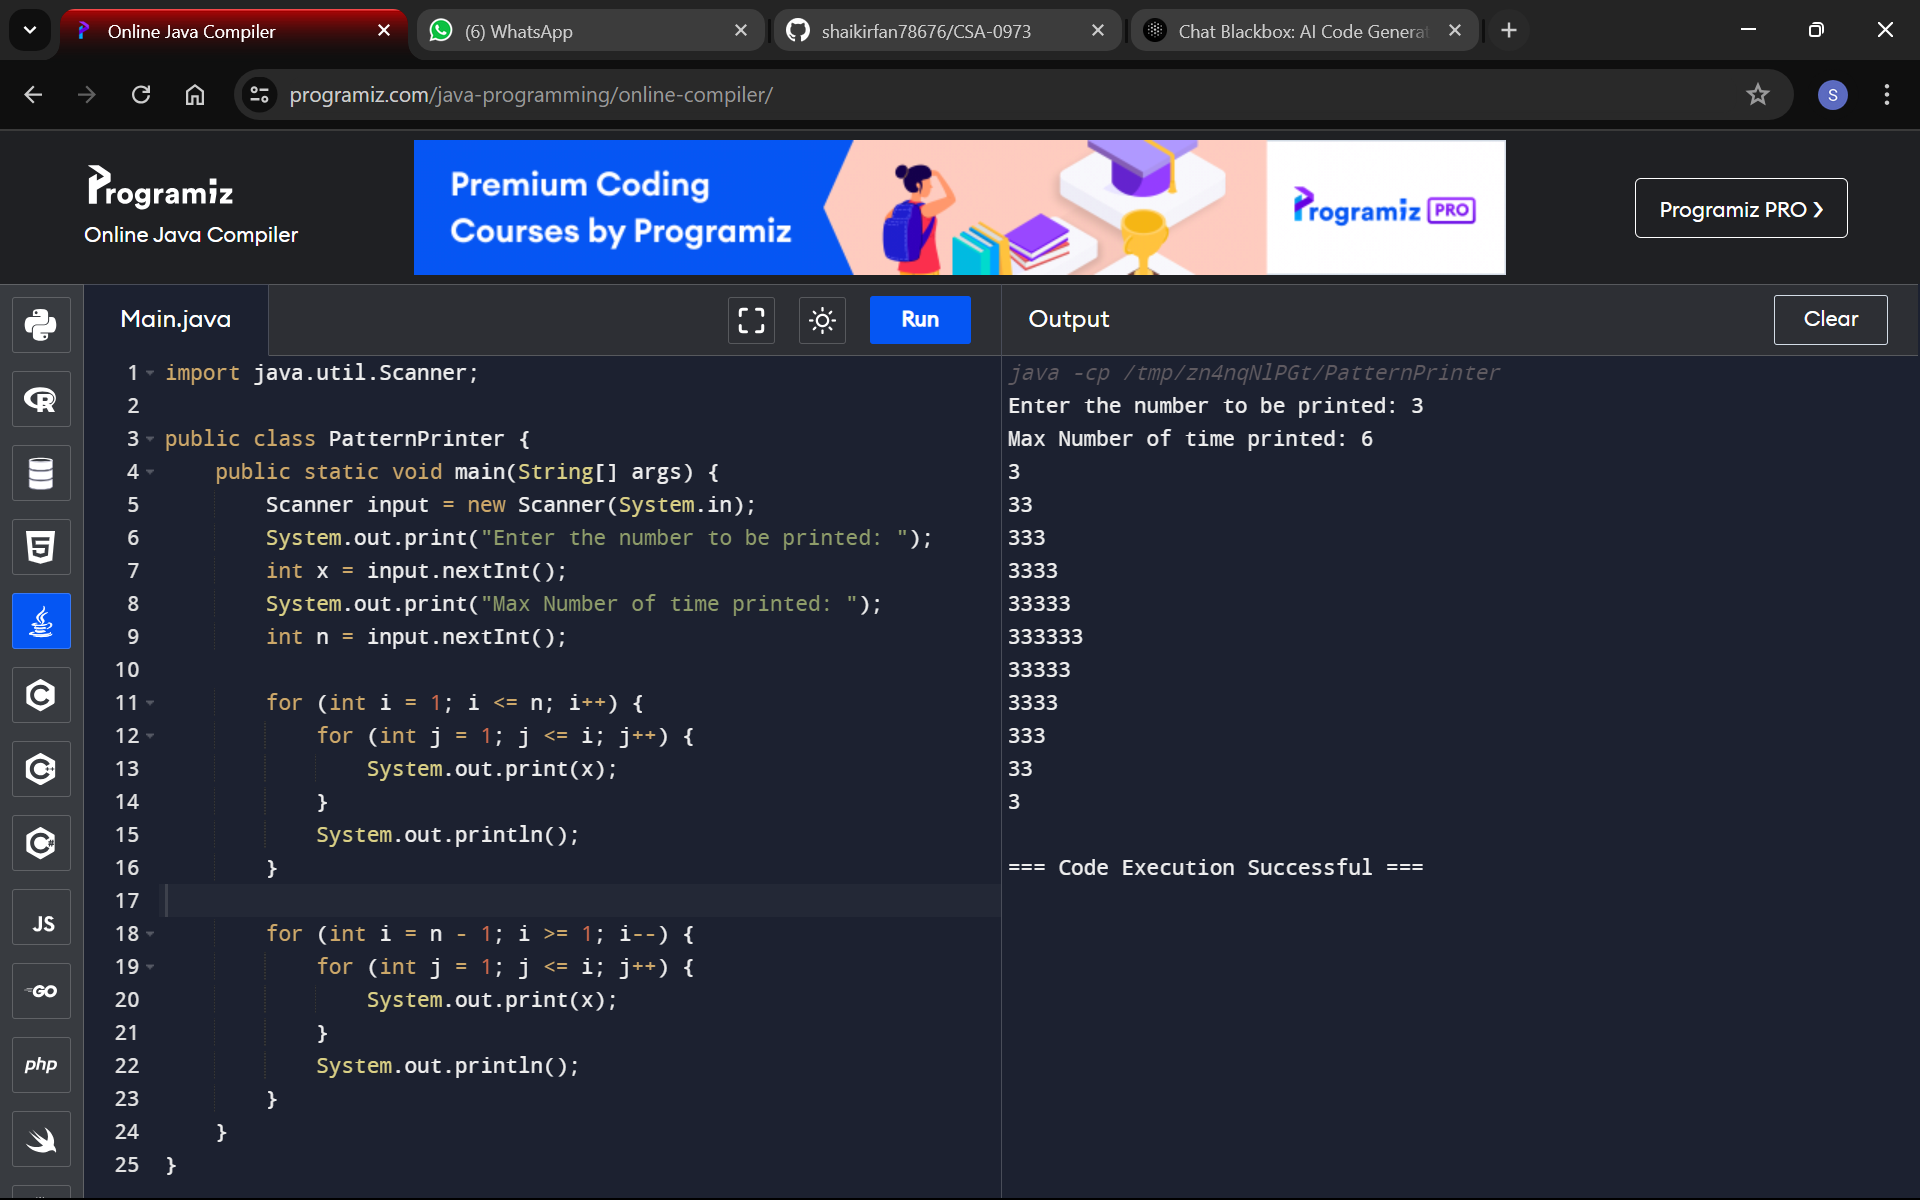 Online Java Compiler
(6) WhatsApp
shaikirfan78676/CSA-0973
Chat Blackbox: AI Code Genera
programiz.com/java-programming/online-compiler/
S
Programiz
Online Java Compiler
Premium Coding
Courses by Programiz
Programiz PRO
Programiz PRO ❯
Main.java
Run
Output
Clear
1 import java.util.Scanner;
2
3 public class PatternPrinter {
4     public static void main(String[] args) {
5         Scanner input = new Scanner(System.in);
6         System.out.print("Enter the number to be printed: ");
7         int x = input.nextInt();
8         System.out.print("Max Number of time printed: ");
9         int n = input.nextInt();
10
11         for (int i = 1; i <= n; i++) {
12             for (int j = 1; j <= i; j++) {
13                 System.out.print(x);
14             }
15             System.out.println();
16         }
17
18         for (int i = n - 1; i >= 1; i--) {
19             for (int j = 1; j <= i; j++) {
20                 System.out.print(x);
21             }
22             System.out.println();
23         }
24     }
25 }
java -cp /tmp/zn4nqNlPGt/PatternPrinter
Enter the number to be printed: 3
Max Number of time printed: 6
3
33
333
3333
33333
333333
33333
3333
333
33
3
=== Code Execution Successful ===
R
5
C
C++
C#
JS
GO
php